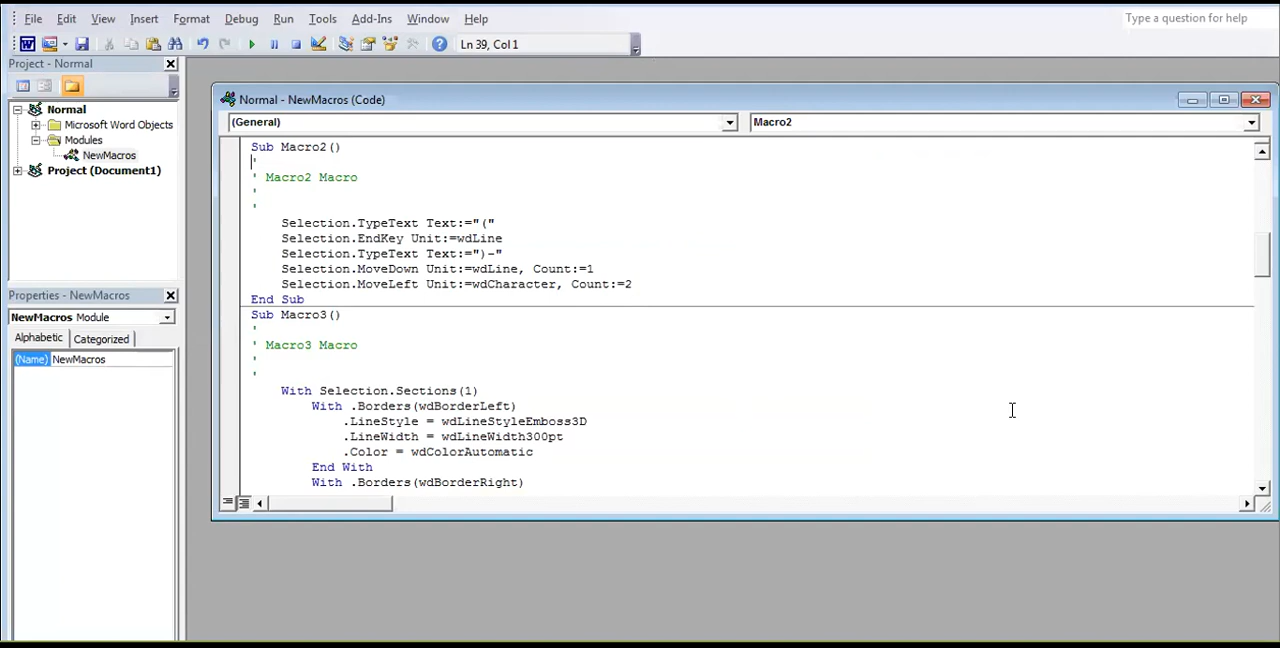 File Edit View Insert Format Debug Run Tools Add-Ins Window Help Type a question for help
Ln 39, Col 1
Project - Normal
Normal
Microsoft Word Objects
Modules
NewMacros
Project (Document1)
Properties - NewMacros
NewMacros Module
Alphabetic Categorized
(Name) NewMacros
Normal - NewMacros (Code)
(General) Macro2
Sub Macro2()
'
' Macro2 Macro
'
'
Selection.TypeText Text:="("
Selection.EndKey Unit:=wdLine
Selection.TypeText Text:=")-"
Selection.MoveDown Unit:=wdLine, Count:=1
Selection.MoveLeft Unit:=wdCharacter, Count:=2
End Sub
Sub Macro3()
'
' Macro3 Macro
'
'
With Selection.Sections(1)
With .Borders(wdBorderLeft)
.LineStyle = wdLineStyleEmboss3D
.LineWidth = wdLineWidth300pt
.Color = wdColorAutomatic
End With
With .Borders(wdBorderRight)